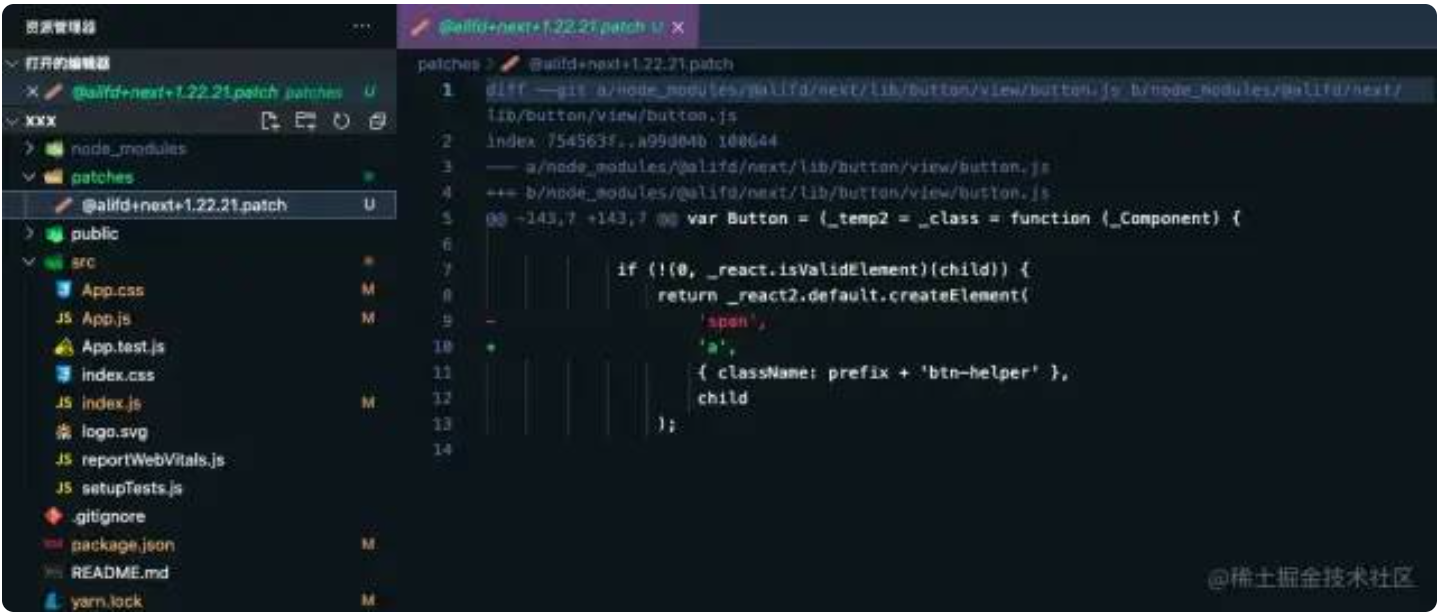 资源管理器 ···
打开的编辑器
@alifd+next+1.22.21.patch patches U
XXX
node_modules
patches
@alifd+next+1.22.21.patch U
public
src
App.css M
JS App.js M
App.test.js
index.css
JS index.js M
logo.svg
JS reportWebVitals.js
JS setupTests.js
.gitignore
package.json M
README.md
yarn.lock M
@alifd+next+1.22.21.patch U
patches > @alifd+next+1.22.21.patch
1 diff --git a/node_modules/@alifd/next/lib/button/view/button.js b/node_modules/@alifd/next/
lib/button/view/button.js
2 index 754563f..a99d04b 100644
3 --- a/node_modules/@alifd/next/lib/button/view/button.js
4 +++ b/node_modules/@alifd/next/lib/button/view/button.js
5 @@ -143,7 +143,7 @@ var Button = (_temp2 = _class = function (_Component) {
6
7 if (!(0, _react.isValidElement)(child)) {
8 return _react2.default.createElement(
9 - 'span',
10 + 'a',
11 { className: prefix + 'btn-helper' },
12 child
13 );
14
@稀土掘金技术社区